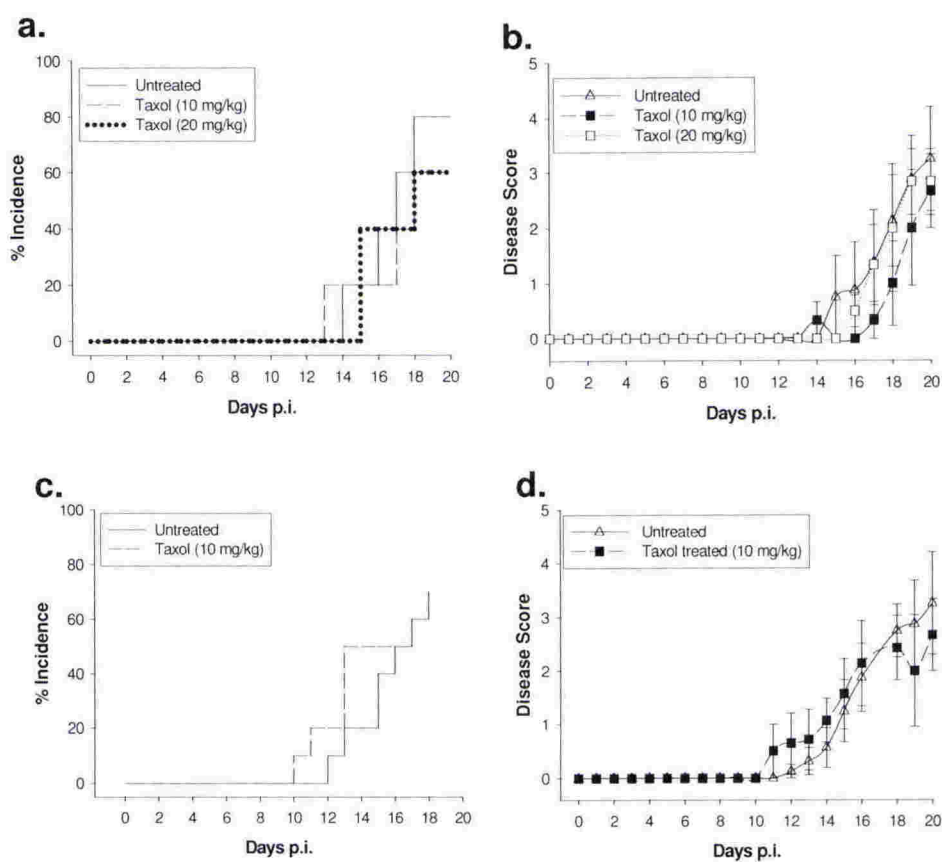 a.
100
80
60
40
20
0
% Incidence
Untreated
Taxol (10 mg/kg)
Taxol (20 mg/kg)
0 2 4 6 8 10 12 14 16 18 20
Days p.i.
b.
5
4
3
2
1
0
Disease Score
Untreated
Taxol (10 mg/kg)
Taxol (20 mg/kg)
0 2 4 6 8 10 12 14 16 18 20
Days p.i.
c.
100
80
60
40
20
0
% Incidence
Untreated
Taxol (10 mg/kg)
0 2 4 6 8 10 12 14 16 18 20
Days p.i.
d.
5
4
3
2
1
0
Disease Score
Untreated
Taxol treated (10 mg/kg)
0 2 4 6 8 10 12 14 16 18 20
Days p.i.